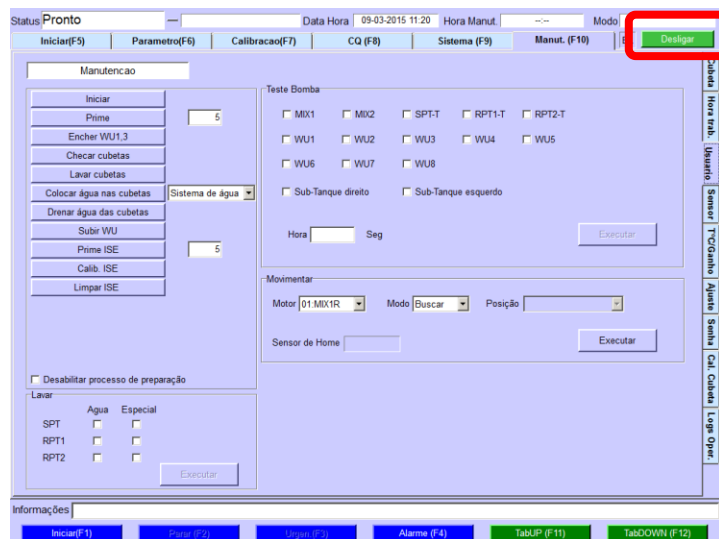 Status Pronto — Data Hora 09-03-2015 11:20 Hora Manut. --:-- Modo
Iniciar(F5) Parametro(F6) Calibracao(F7) CQ (F8) Sistema (F9) Manut. (F10) Desligar
Manutencao
Iniciar
Prime 5
Encher WU1,3
Checar cubetas
Lavar cubetas
Colocar água nas cubetas Sistema de água
Drenar água das cubetas
Subir WU
Prime ISE 5
Calib. ISE
Limpar ISE
Desabilitar processo de preparação
Lavar
Agua Especial
SPT
RPT1
RPT2
Executar
Teste Bomba
MIX1 MIX2 SPT-T RPT1-T RPT2-T
WU1 WU2 WU3 WU4 WU5
WU6 WU7 WU8
Sub-Tanque direito Sub-Tanque esquerdo
Hora Seg Executar
Movimentar
Motor 01:MIX1R Modo Buscar Posição
Sensor de Home Executar
Cubeta
Hora trab.
Usuario
Sensor
TºC/Ganho
Ajuste
Senha
Cal. Cubeta
Logs Oper.
Informações
Iniciar(F1) Parar (F2) Urgen.(F3) Alarme (F4) TabUP (F11) TabDOWN (F12)